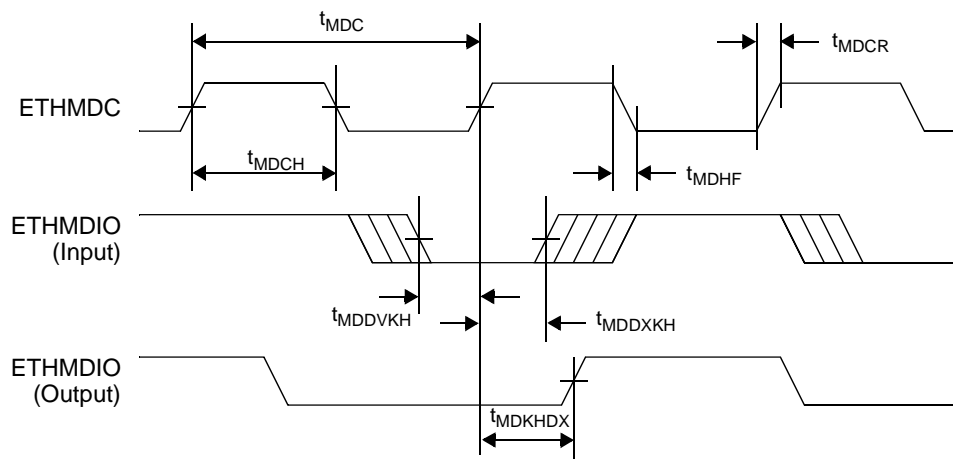 tMDC
tMDCR
ETHMDC
tMDCH
tMDHF
ETHMDIO
(Input)
tMDDVKH
tMDDXKH
ETHMDIO
(Output)
tMDKHDX